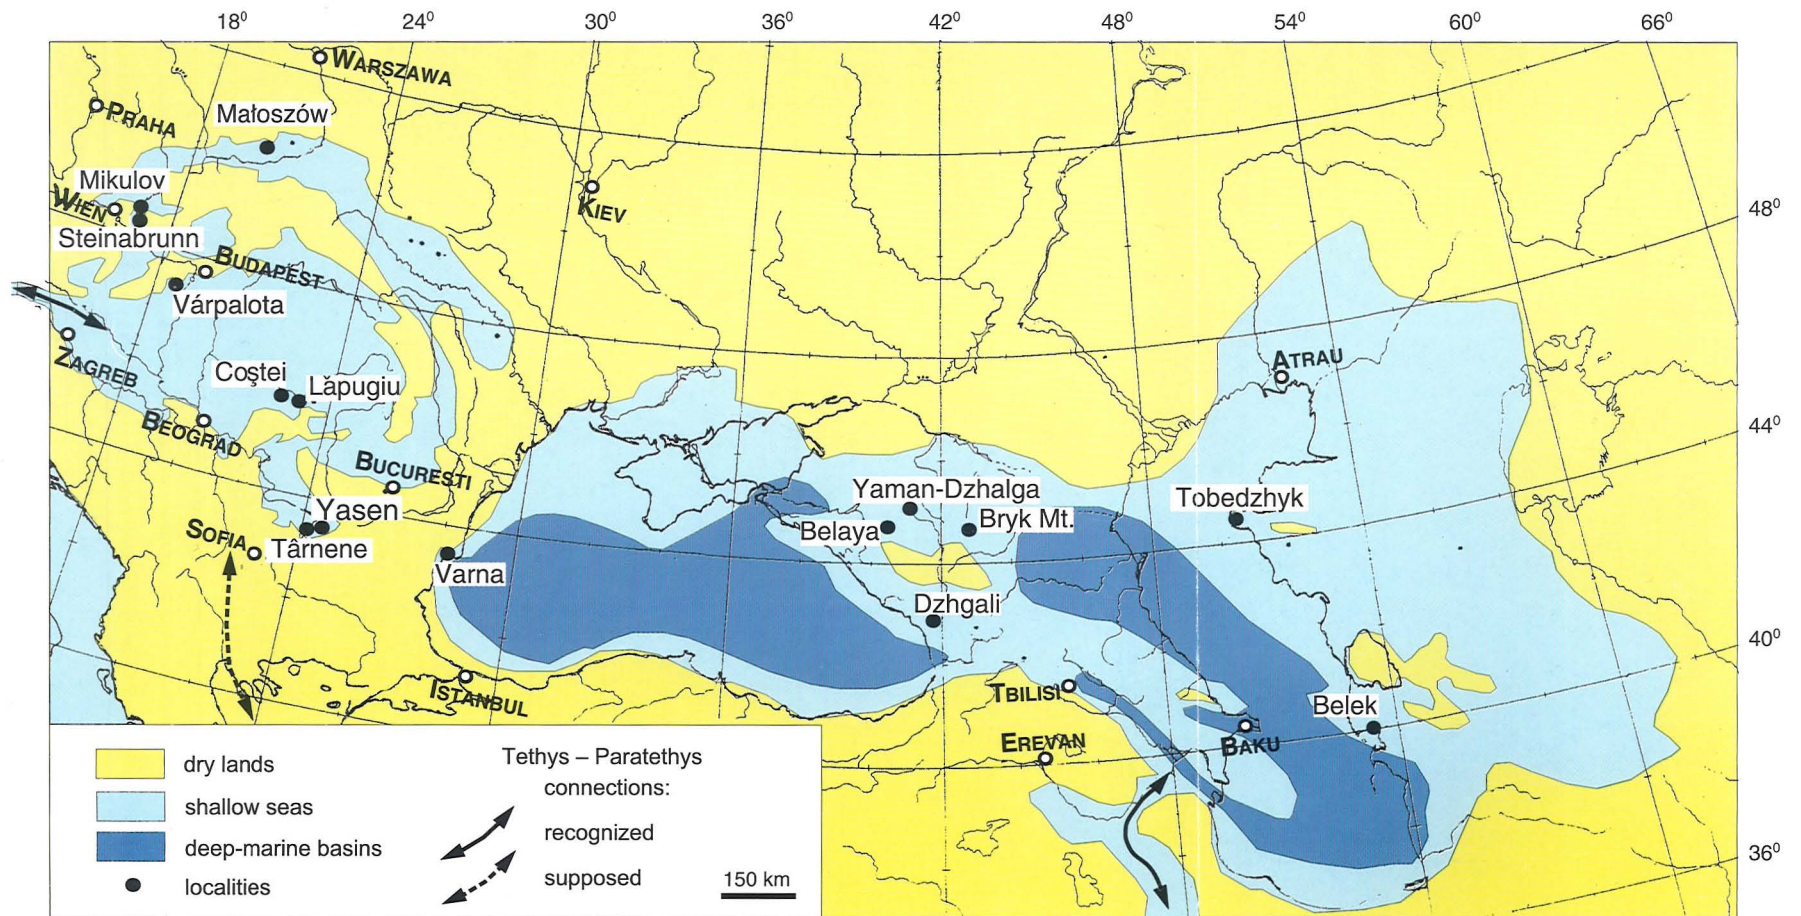 18⁰ 24⁰ 30⁰ 36⁰ 42⁰ 48⁰ 54⁰ 60⁰ 66⁰
WARSZAWA
PRAHA
Małoszów
Mikulov
WIEN
KIEV
48⁰
Steinabrunn
BUDAPEST
Várpalota
ZAGREB
ATRAU
Coştei
Lăpugiu
BEOGRAD
44⁰
BUCURESTI
Yaman-Dzhalga
Tobedzhyk
Yasen
Belaya
Bryk Mt.
SOFIA
Târnene
Varna
Dzhgali
40⁰
ISTANBUL
TBILISI
Belek
EREVAN
BAKU
36⁰
dry lands
shallow seas
deep-marine basins
localities
Tethys – Paratethys
connections:
recognized
supposed
150 km